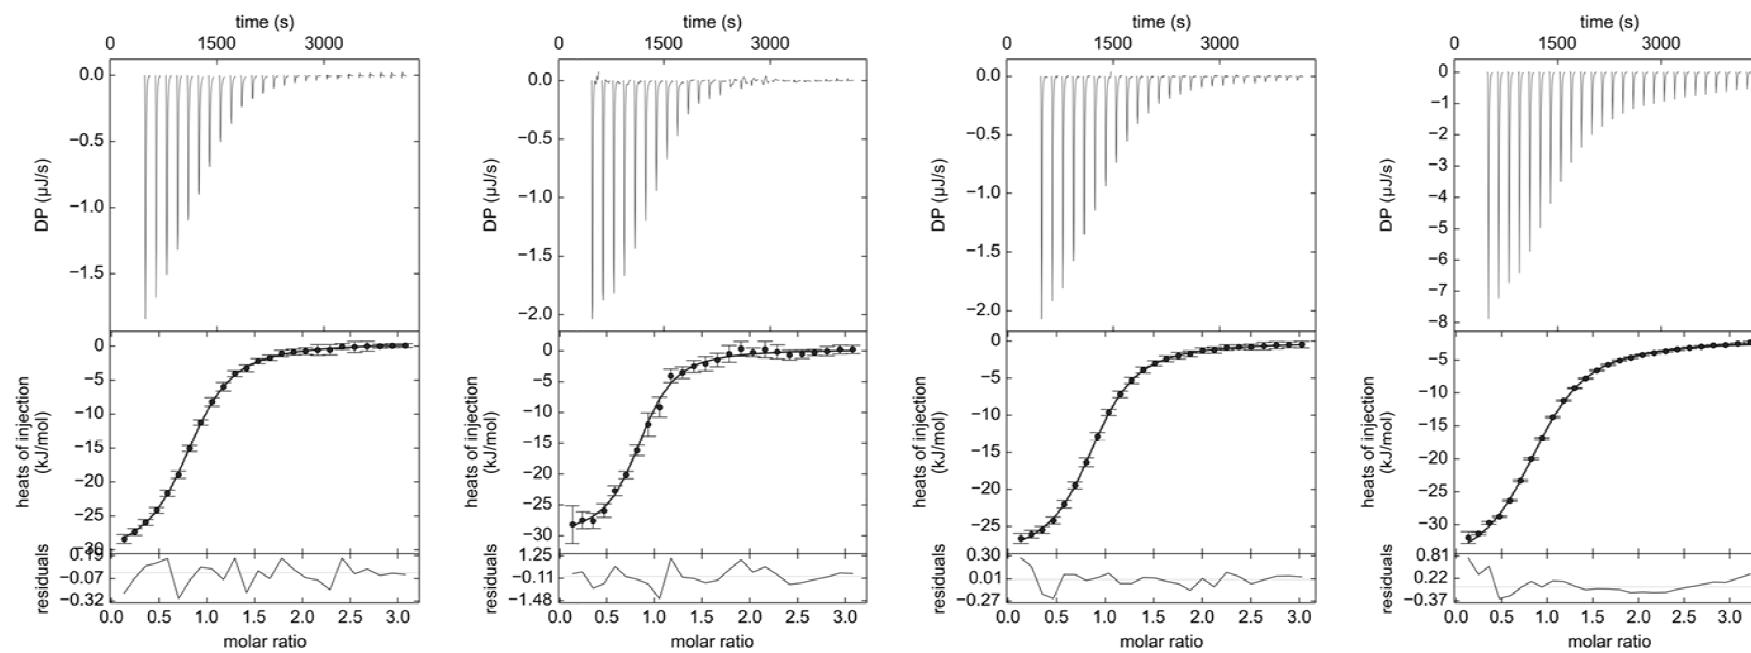 time (s)
0 1500 3000
0.0
−0.5
−1.0
−1.5
DP (μJ/s)
0
−5
−10
−15
−20
−25
−30
heats of injection
(kJ/mol)
0.19
−0.07
−0.32
residuals
0.0 0.5 1.0 1.5 2.0 2.5 3.0
molar ratio
time (s)
0 1500 3000
0.0
−0.5
−1.0
−1.5
−2.0
DP (μJ/s)
0
−5
−10
−15
−20
−25
−30
heats of injection
(kJ/mol)
1.25
−0.11
−1.48
residuals
0.0 0.5 1.0 1.5 2.0 2.5 3.0
molar ratio
time (s)
0 1500 3000
0.0
−0.5
−1.0
−1.5
−2.0
DP (μJ/s)
0
−5
−10
−15
−20
−25
heats of injection
(kJ/mol)
0.30
0.01
−0.27
residuals
0.0 0.5 1.0 1.5 2.0 2.5 3.0
molar ratio
time (s)
0 1500 3000
0
−1
−2
−3
−4
−5
−6
−7
−8
DP (μJ/s)
−5
−10
−15
−20
−25
−30
heats of injection
(kJ/mol)
0.81
0.22
−0.37
residuals
0.0 0.5 1.0 1.5 2.0 2.5 3.0
molar ratio